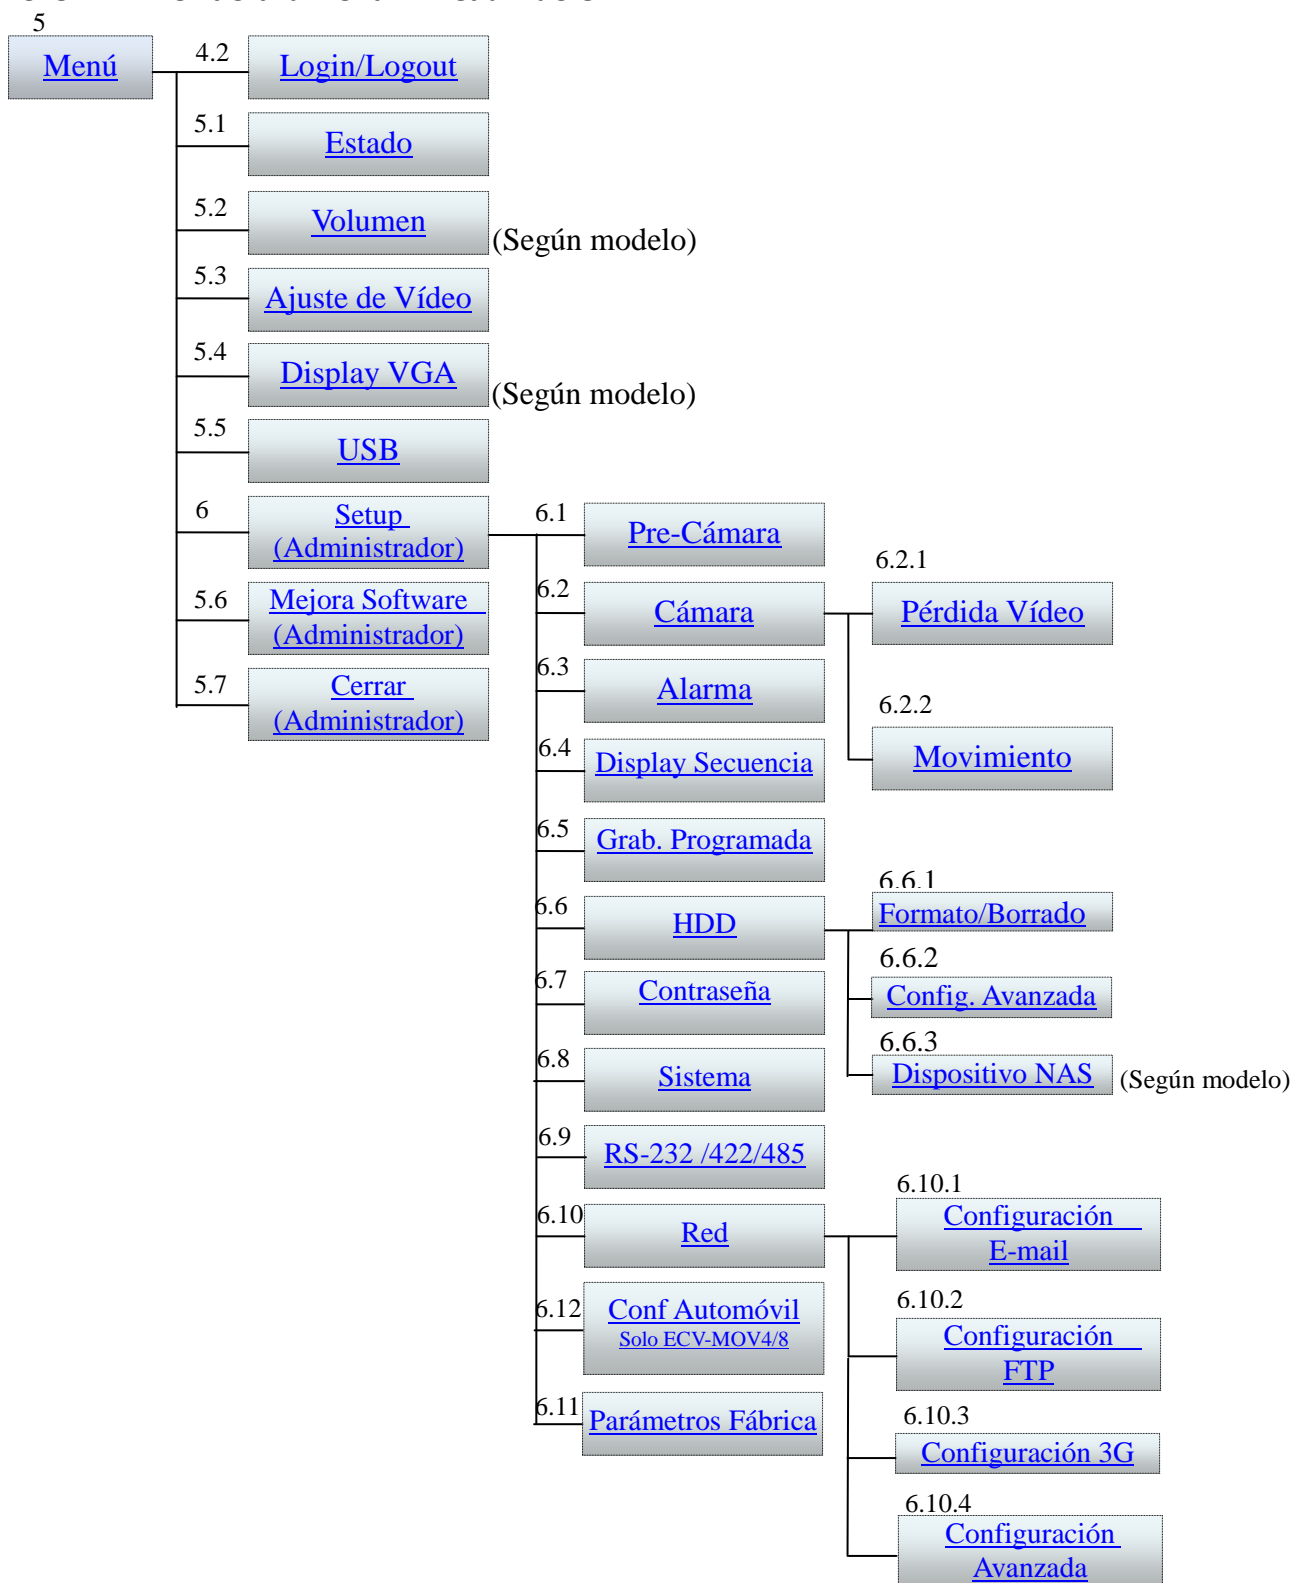 5
Menú
4.2
Login/Logout
5.1
Estado
5.2
Volumen
(Según modelo)
5.3
Ajuste de Vídeo
5.4
Display VGA
(Según modelo)
5.5
USB
6
Setup
(Administrador)
5.6
Mejora Software
(Administrador)
5.7
Cerrar
(Administrador)
6.1
Pre-Cámara
6.2
Cámara
6.2.1
Pérdida Vídeo
6.2.2
Movimiento
6.3
Alarma
6.4
Display Secuencia
6.5
Grab. Programada
6.6
HDD
6.6.1
Formato/Borrado
6.6.2
Config. Avanzada
6.6.3
Dispositivo NAS
(Según modelo)
6.7
Contraseña
6.8
Sistema
6.9
RS-232 /422/485
6.10
Red
6.10.1
Configuración
E-mail
6.10.2
Configuración
FTP
6.10.3
Configuración 3G
6.10.4
Configuración
Avanzada
6.12
Conf Automóvil
Solo ECV-MOV4/8
6.11
Parámetros Fábrica